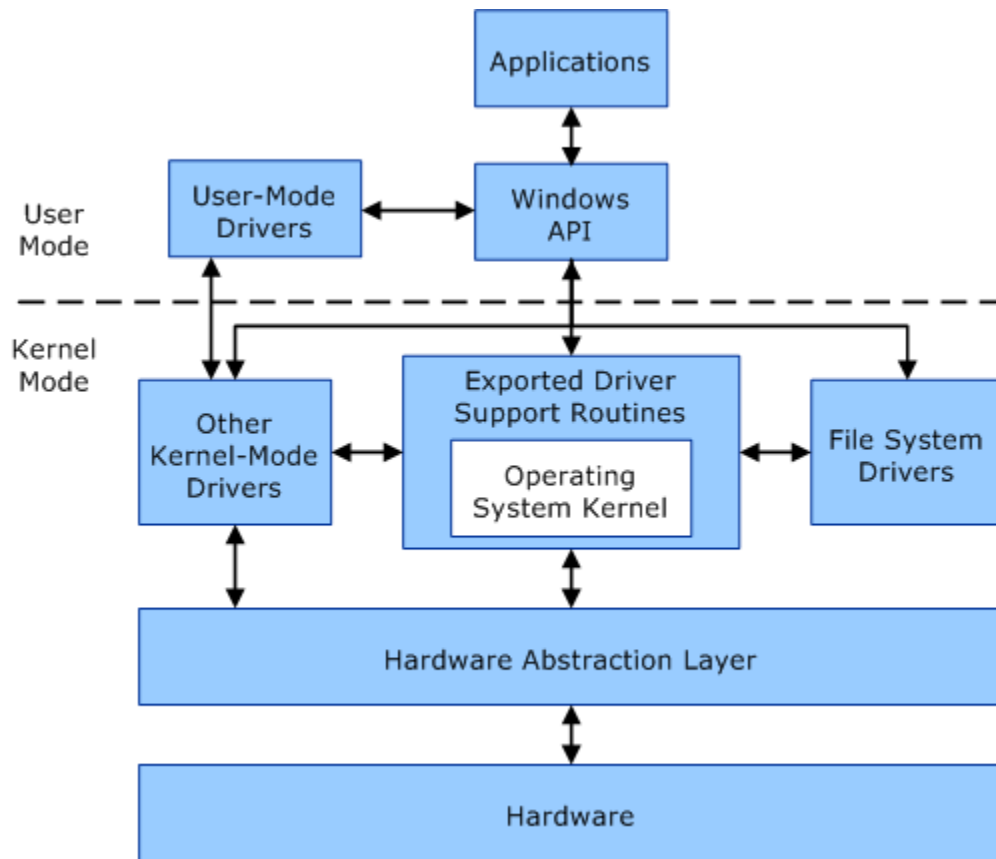 Applications
User-Mode
Drivers
Windows
API
User
Mode
Kernel
Mode
Exported Driver
Support Routines
Other
Kernel-Mode
Drivers
Operating
System Kernel
File System
Drivers
Hardware Abstraction Layer
Hardware